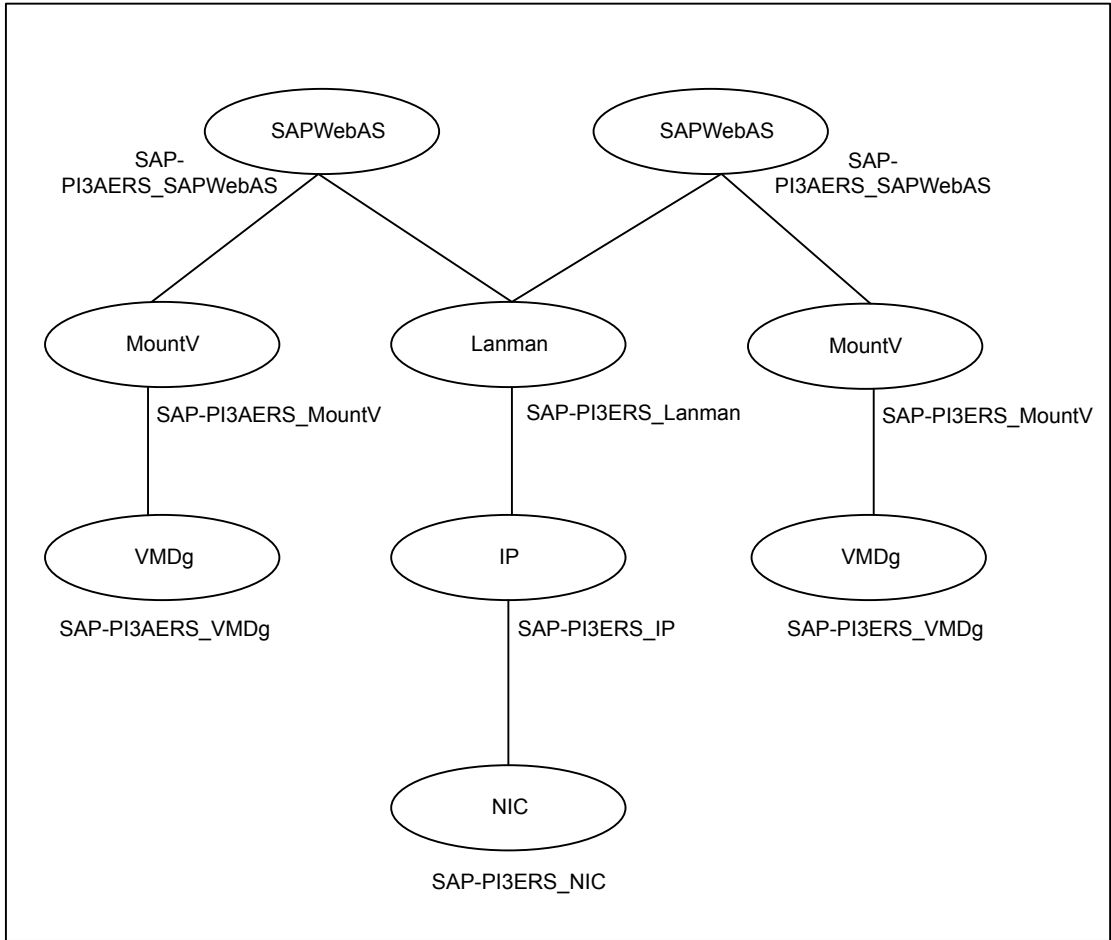 SAPWebAS
SAPWebAS
SAP-
PI3AERS_SAPWebAS
SAP-
PI3AERS_SAPWebAS
MountV
Lanman
MountV
SAP-PI3AERS_MountV
SAP-PI3ERS_Lanman
SAP-PI3ERS_MountV
VMDg
IP
VMDg
SAP-PI3AERS_VMDg
SAP-PI3ERS_IP
SAP-PI3ERS_VMDg
NIC
SAP-PI3ERS_NIC